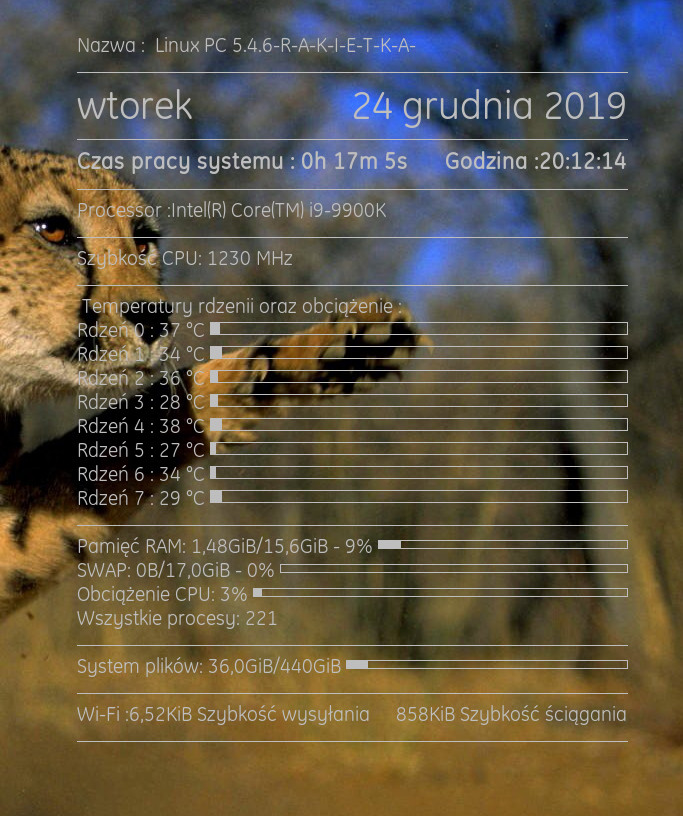 Nazwa : Linux PC 5.4.6-R-A-K-I-E-T-K-A-
wtorek 24 grudnia 2019
Czas pracy systemu : 0h 17m 5s Godzina :20:12:14
Processor :Intel(R) Core(TM) i9-9900K
Szybkość CPU: 1230 MHz
Temperatury rdzenii oraz obciążenie :
Rdzeń 0 : 37 °C
Rdzeń 1 : 34 °C
Rdzeń 2 : 36 °C
Rdzeń 3 : 28 °C
Rdzeń 4 : 38 °C
Rdzeń 5 : 27 °C
Rdzeń 6 : 34 °C
Rdzeń 7 : 29 °C
Pamięć RAM: 1,48GiB/15,6GiB - 9%
SWAP: 0B/17,0GiB - 0%
Obciążenie CPU: 3%
Wszystkie procesy: 221
System plików: 36,0GiB/440GiB
Wi-Fi :6,52KiB Szybkość wysyłania 858KiB Szybkość ściągania